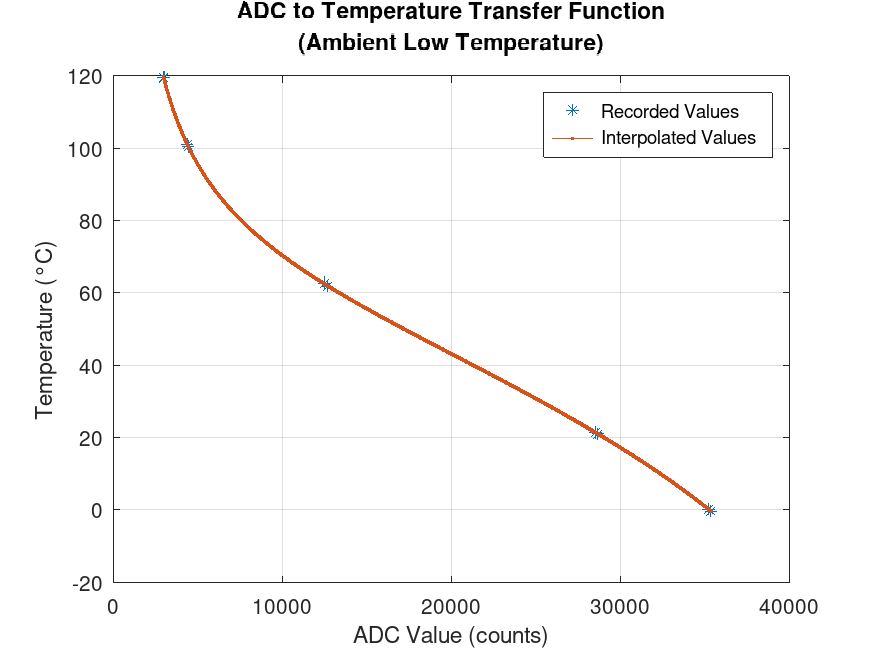 ADC to Temperature Transfer Function
(Ambient Low Temperature)
120
100
80
60
40
20
0
-20
Temperature (°C)
Recorded Values
Interpolated Values
0 10000 20000 30000 40000
ADC Value (counts)